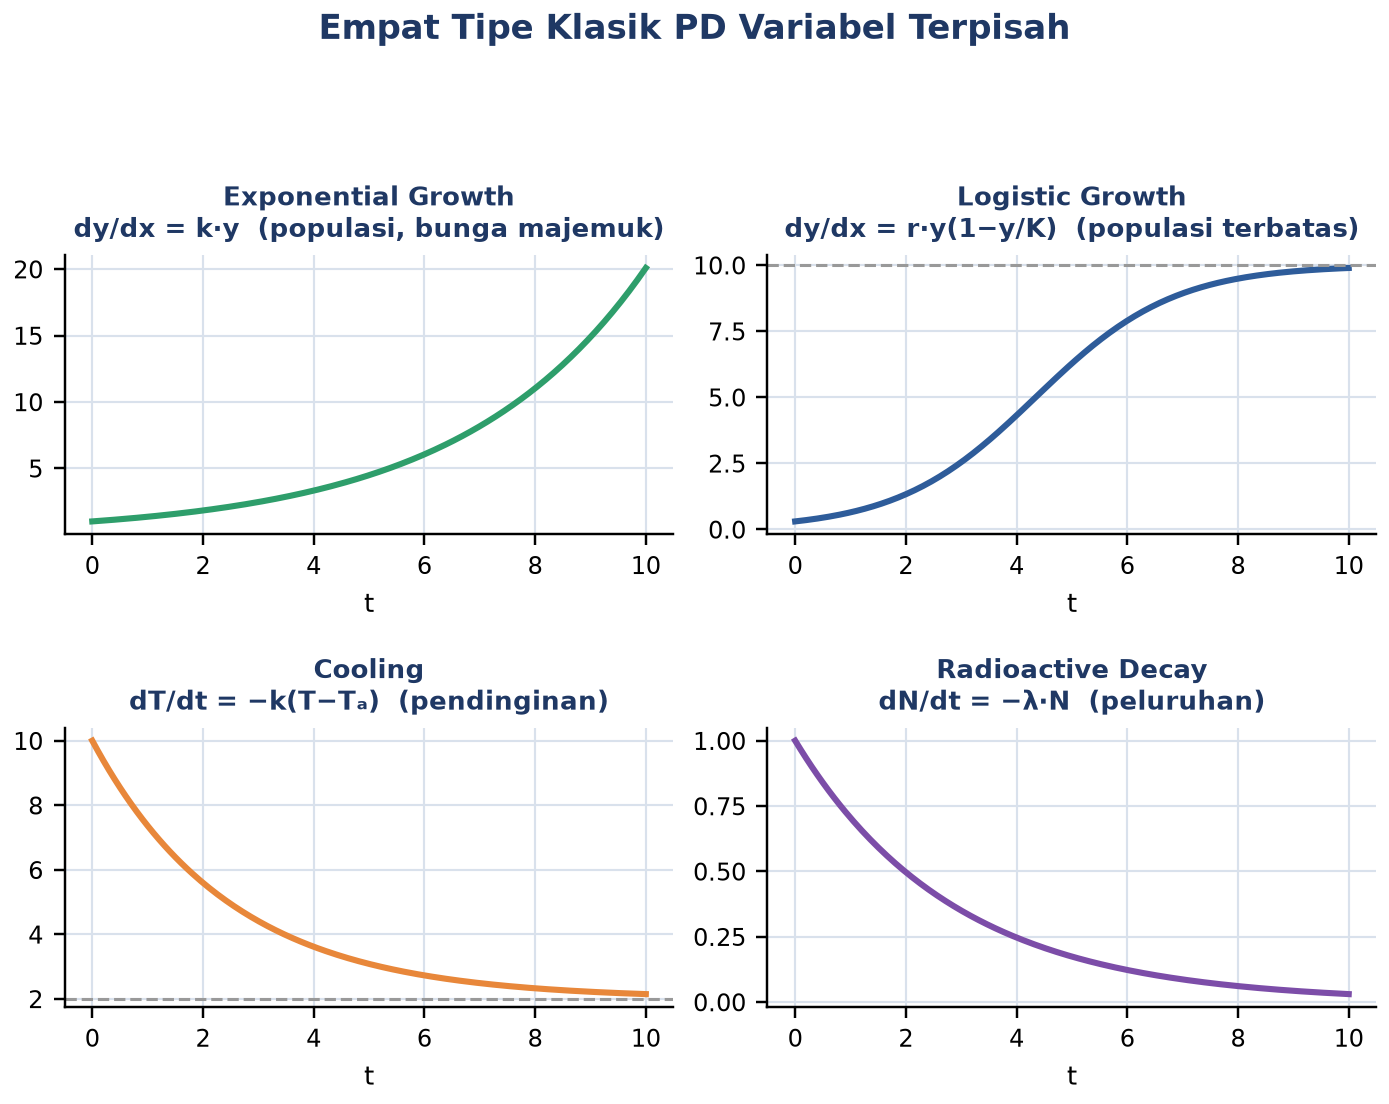 Empat Tipe Klasik PD Variabel Terpisah
Exponential Growth
dy/dx = k·y (populasi, bunga majemuk)
20
15
10
5
0 2 4 6 8 10
t
Logistic Growth
dy/dx = r·y(1−y/K) (populasi terbatas)
10.0
7.5
5.0
2.5
0.0
0 2 4 6 8 10
t
Cooling
dT/dt = −k(T−Tₐ) (pendinginan)
10
8
6
4
2
0 2 4 6 8 10
t
Radioactive Decay
dN/dt = −λ·N (peluruhan)
1.00
0.75
0.50
0.25
0.00
0 2 4 6 8 10
t